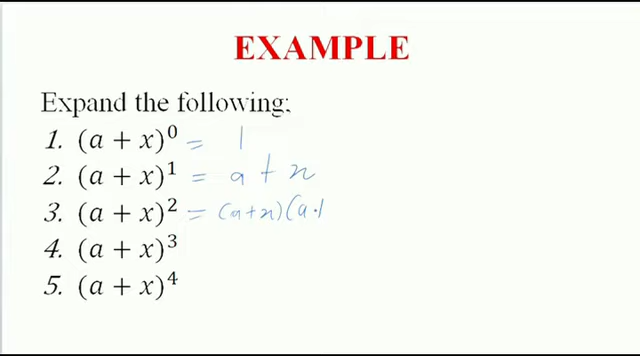 EXAMPLE
Expand the following:
1. (a + x)⁰ = 1
2. (a + x)¹ = a + x
3. (a + x)² = (a+x)(a
4. (a + x)³
5. (a + x)⁴